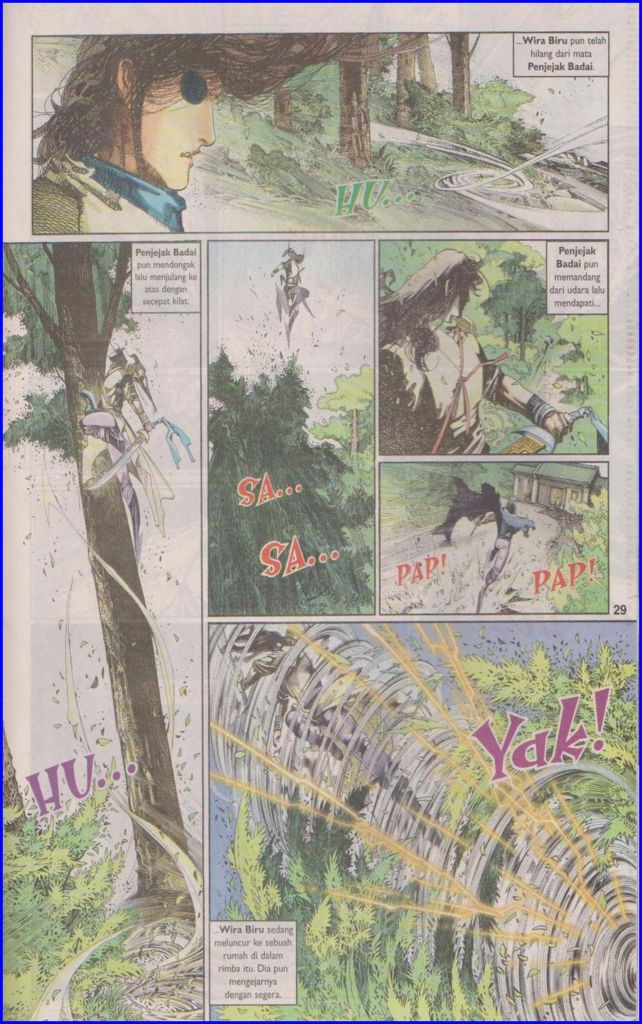 ...Wira Biru pun telah
hilang dari mata
Penjejak Badai.
HU...
Penjejak Badai
pun mendongak
lalu menjulang ke
atas dengan
secepat kilat.
HU...
SA...
SA...
Penjejak
Badai pun
memandang
dari udara lalu
mendapati...
PAP!
PAP!
29
Yak!
...Wira Biru sedang
meluncur ke sebuah
rumah di dalam
rimba itu. Dia pun
mengejarnya
dengan segera.